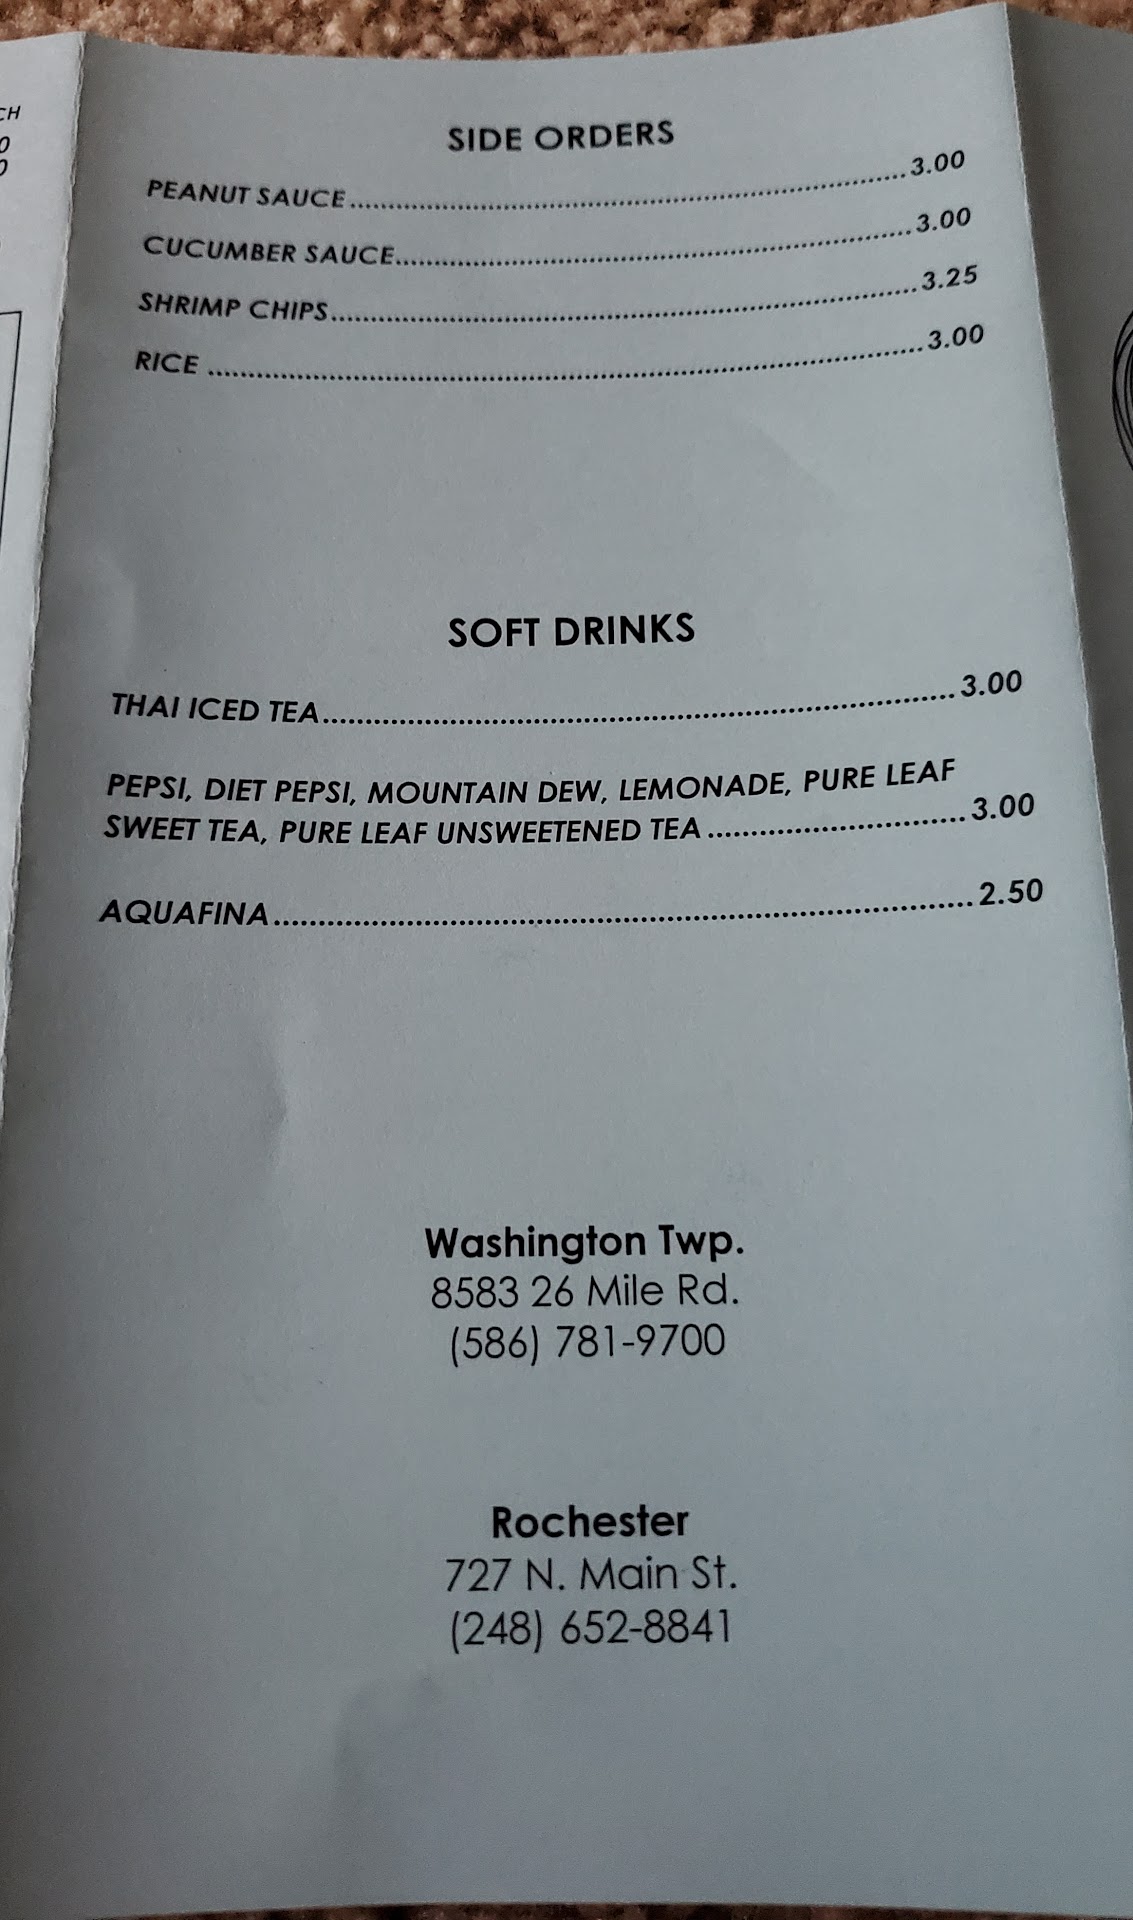 CH
0
0
SIDE ORDERS
PEANUT SAUCE 3.00
CUCUMBER SAUCE 3.00
SHRIMP CHIPS 3.25
RICE 3.00
SOFT DRINKS
THAI ICED TEA 3.00
PEPSI, DIET PEPSI, MOUNTAIN DEW, LEMONADE, PURE LEAF
SWEET TEA, PURE LEAF UNSWEETENED TEA 3.00
AQUAFINA 2.50
Washington Twp.
8583 26 Mile Rd.
(586) 781-9700
Rochester
727 N. Main St.
(248) 652-8841